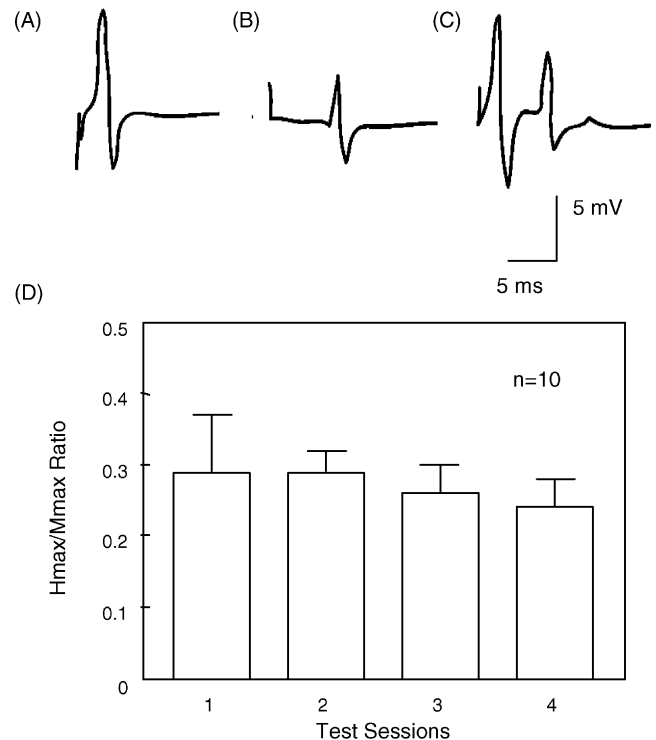 (A) (B) (C)
5 mV
5 ms
(D)
0.5
n=10
0.4
0.3
0.2
0.1
0
Hmax/Mmax Ratio
1 2 3 4
Test Sessions